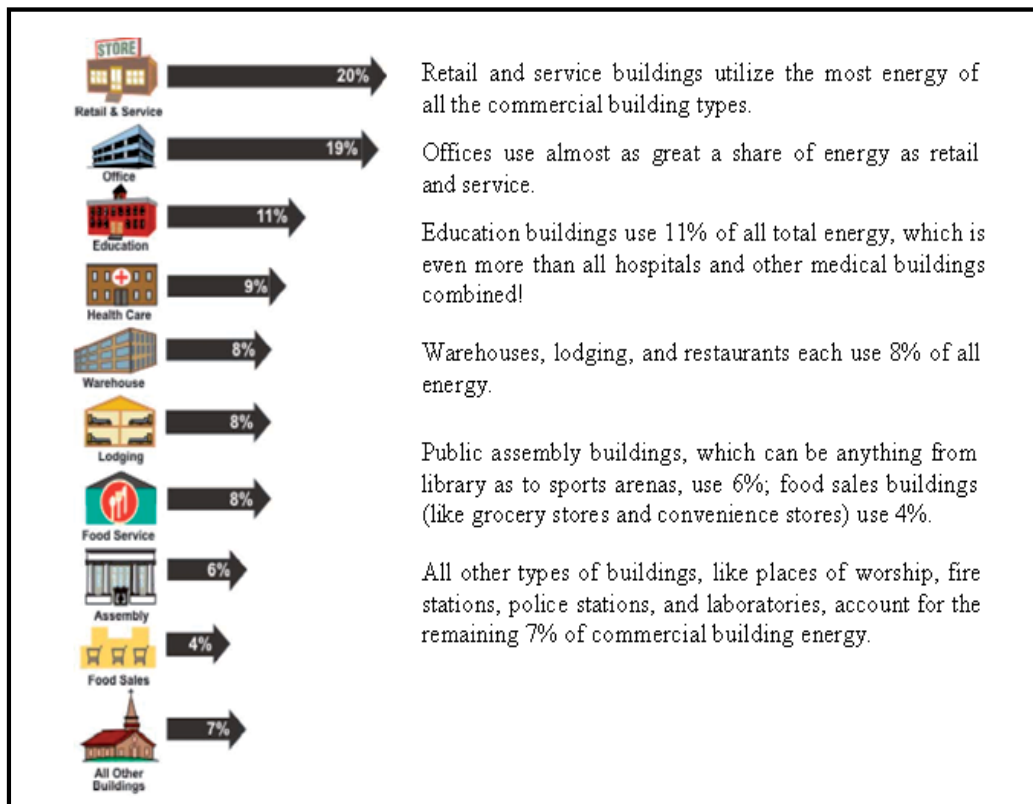 STORE
20%
Retail & Service
Retail and service buildings utilize the most energy of
all the commercial building types.
19%
Office
Offices use almost as great a share of energy as retail
and service.
11%
Education
Education buildings use 11% of all total energy, which is
even more than all hospitals and other medical buildings
combined!
9%
Health Care
8%
Warehouse
Warehouses, lodging, and restaurants each use 8% of all
energy.
8%
Lodging
8%
Food Service
Public assembly buildings, which can be anything from
library as to sports arenas, use 6%; food sales buildings
(like grocery stores and convenience stores) use 4%.
6%
Assembly
4%
Food Sales
All other types of buildings, like places of worship, fire
stations, police stations, and laboratories, account for the
remaining 7% of commercial building energy.
7%
All Other
Buildings